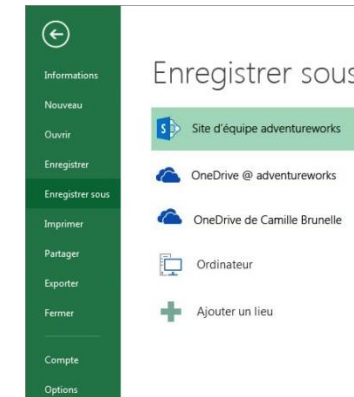 Informations
Nouveau
Ouvrir
Enregistrer
Enregistrer sous
Imprimer
Partager
Exporter
Fermer
Compte
Options
Enregistrer sous
S
Site d'équipe adventureworks
OneDrive @ adventureworks
OneDrive de Camille Brunelle
Ordinateur
Ajouter un lieu